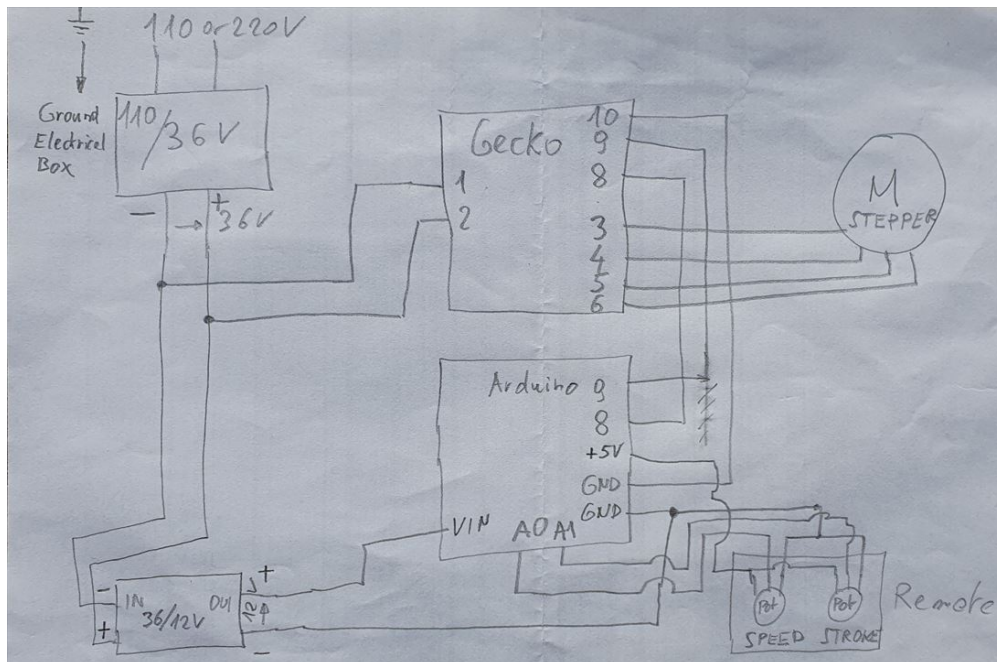 110 or 220V
Ground
Electrical
Box
110/36V
− + 36V
Gecko
10
9
8
1
2
3
4
5
6
M
STEPPER
Arduino
9
8
+5V
GND
GND
VIN
A0 A1
− IN
+
36/12V
OUT
+
12V
−
Pot
Pot
SPEED STROKE
Remote